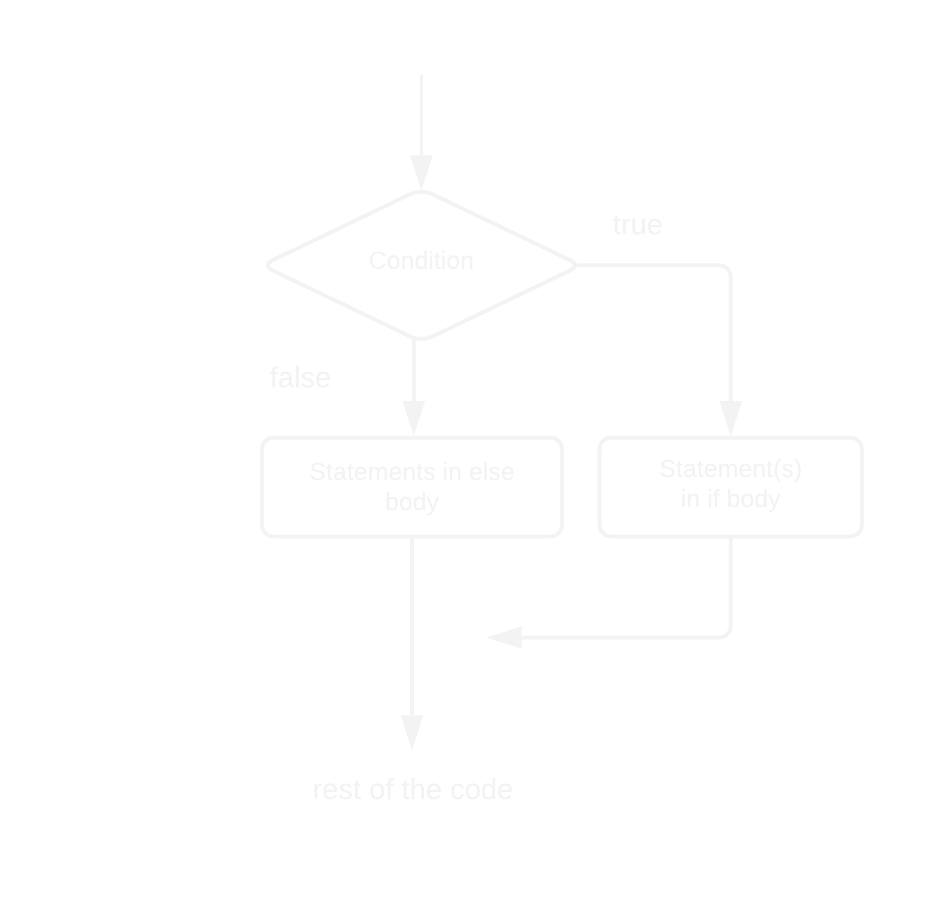 true
Condition
false
Statements in else
body
Statement(s)
in if body
rest of the code